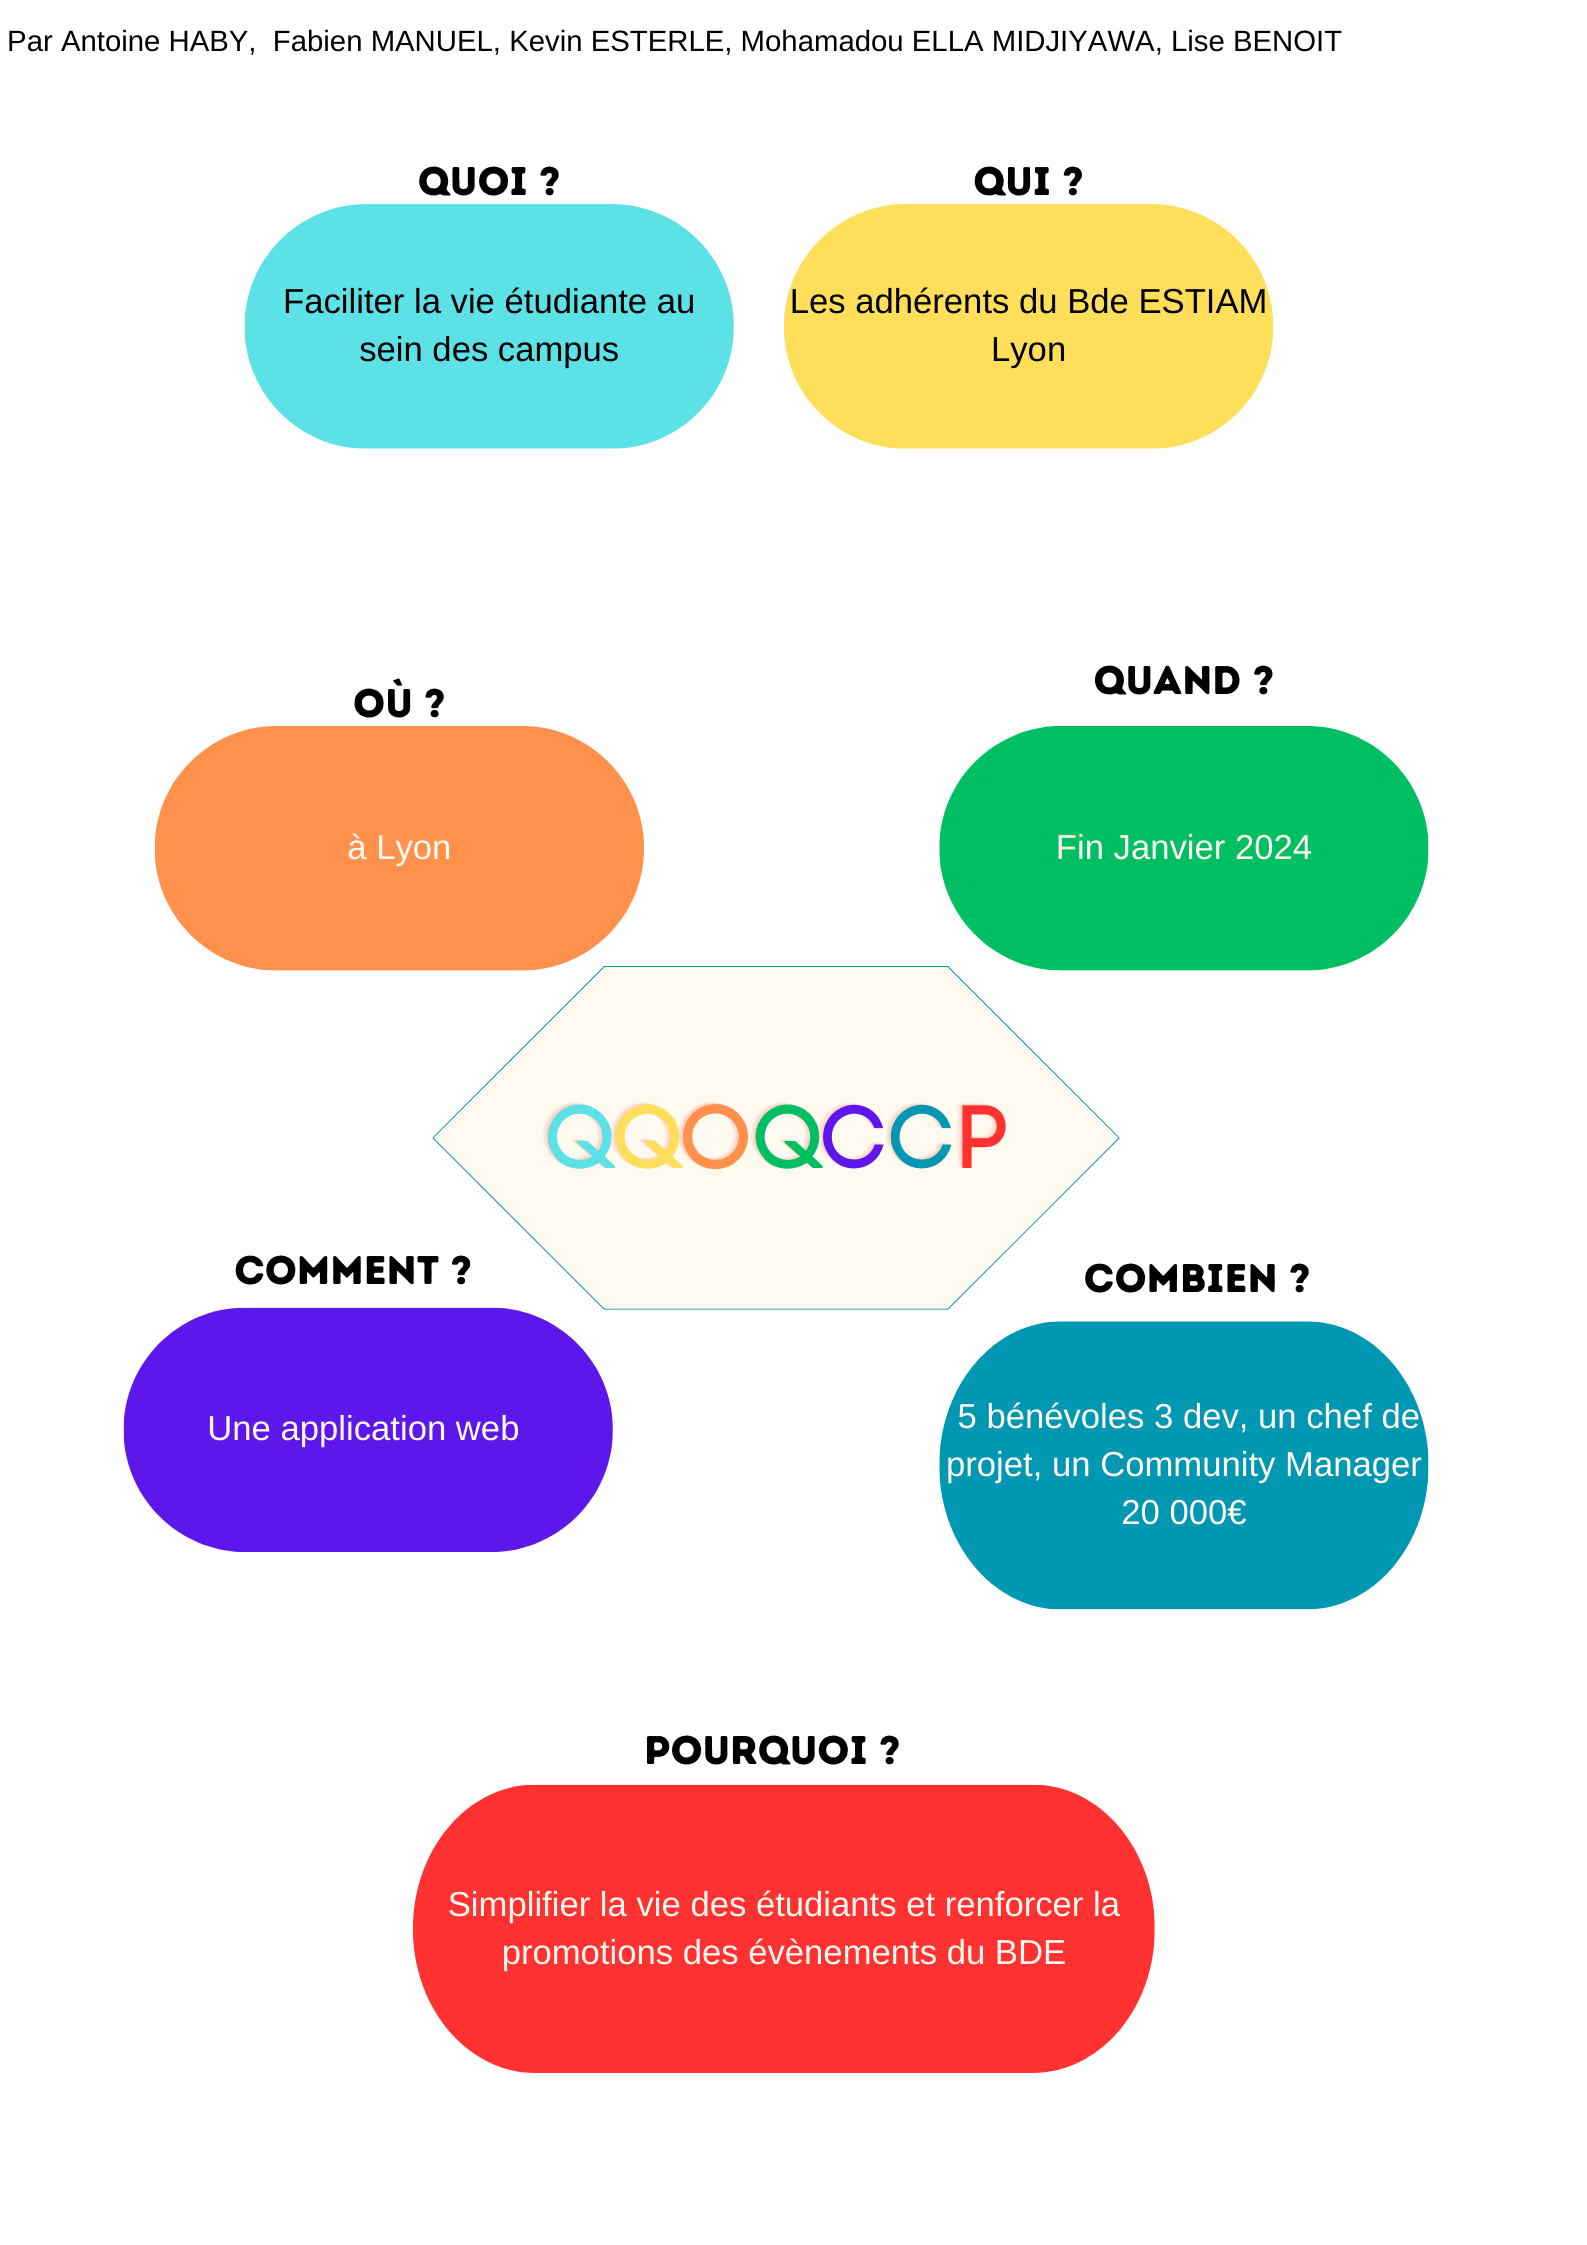 Par Antoine HABY,  Fabien MANUEL, Kevin ESTERLE, Mohamadou ELLA MIDJIYAWA, Lise BENOIT
QUOI ?
Faciliter la vie étudiante au
sein des campus
QUI ?
Les adhérents du Bde ESTIAM
Lyon
OÙ ?
à Lyon
QUAND ?
Fin Janvier 2024
QQOQCCP
COMMENT ?
Une application web
COMBIEN ?
5 bénévoles 3 dev, un chef de
projet, un Community Manager
20 000€
POURQUOI ?
Simplifier la vie des étudiants et renforcer la
promotions des évènements du BDE